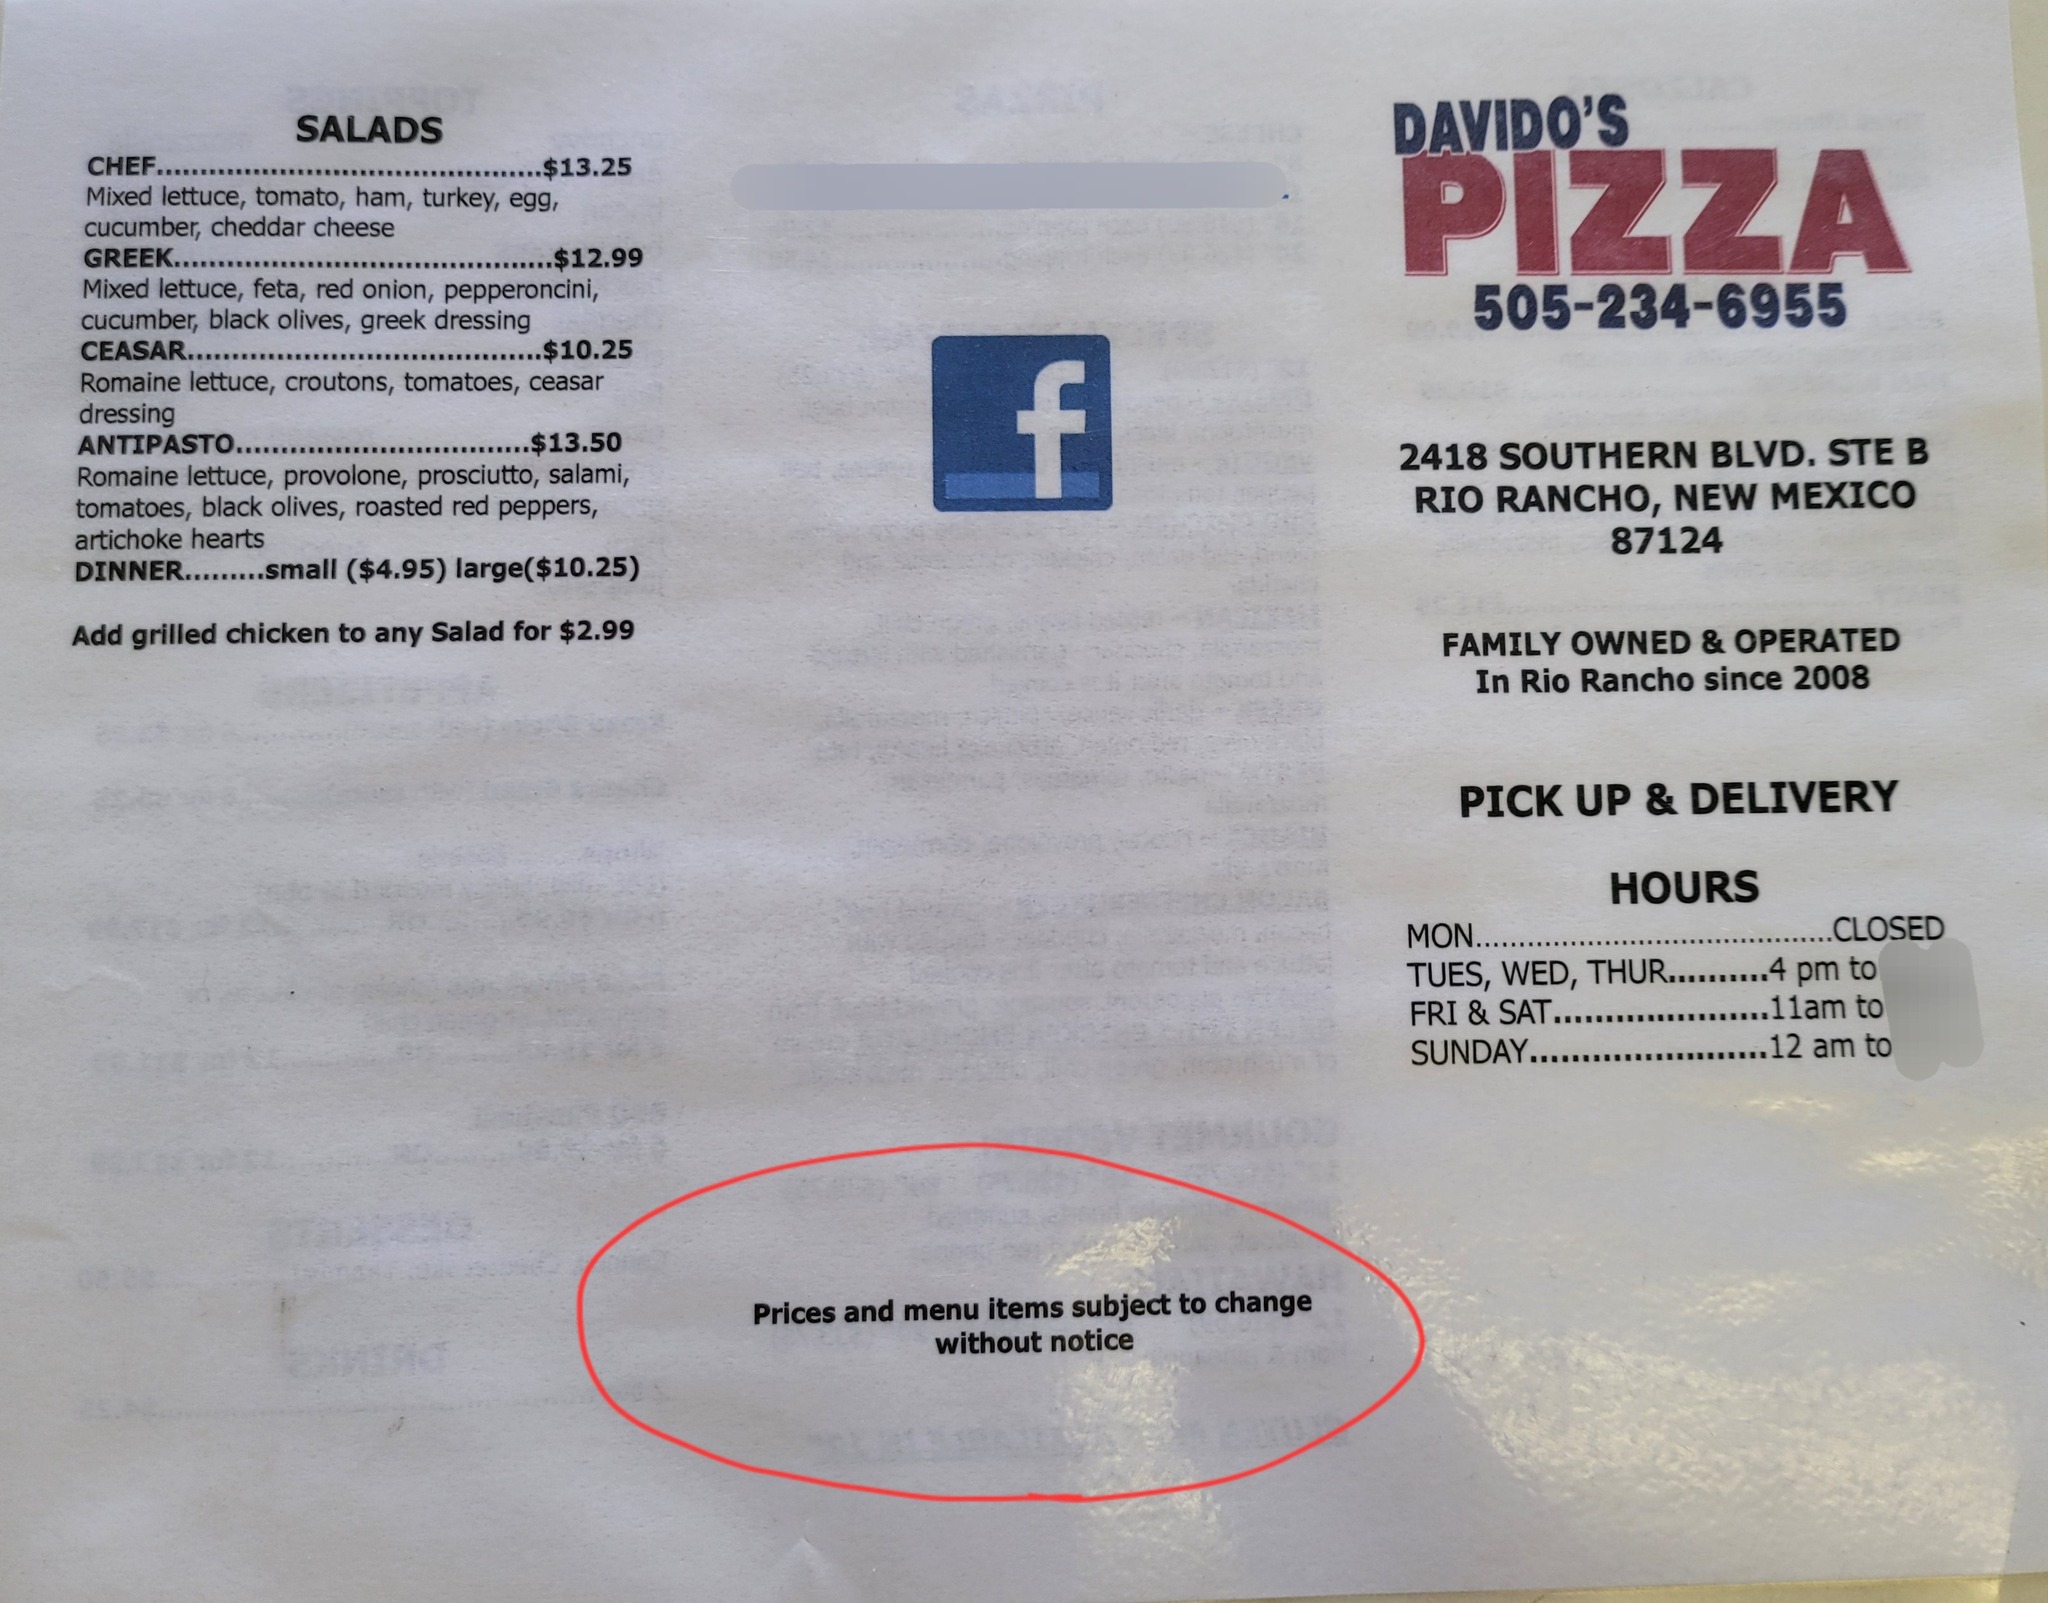 SALADS
CHEF................................................$13.25
Mixed lettuce, tomato, ham, turkey, egg,
cucumber, cheddar cheese
GREEK...............................................$12.99
Mixed lettuce, feta, red onion, pepperoncini,
cucumber, black olives, greek dressing
CEASAR............................................$10.25
Romaine lettuce, croutons, tomatoes, ceasar
dressing
ANTIPASTO.....................................$13.50
Romaine lettuce, provolone, prosciutto, salami,
tomatoes, black olives, roasted red peppers,
artichoke hearts
DINNER.........small ($4.95) large($10.25)
Add grilled chicken to any Salad for $2.99
f
Prices and menu items subject to change
without notice
DAVIDO'S
PIZZA
505-234-6955
2418 SOUTHERN BLVD. STE B
RIO RANCHO, NEW MEXICO
87124
FAMILY OWNED & OPERATED
In Rio Rancho since 2008
PICK UP & DELIVERY
HOURS
MON.........................................CLOSED
TUES, WED, THUR..........4 pm to
FRI & SAT......................11am to
SUNDAY........................12 am to